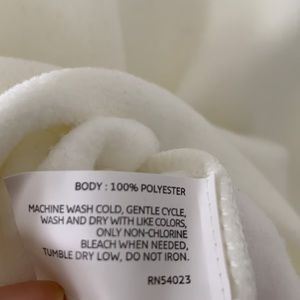 BODY : 100% POLYESTER
MACHINE WASH COLD, GENTLE CYCLE,
WASH AND DRY WITH LIKE COLORS,
ONLY NON-CHLORINE
BLEACH WHEN NEEDED,
TUMBLE DRY LOW, DO NOT IRON.
RN54023